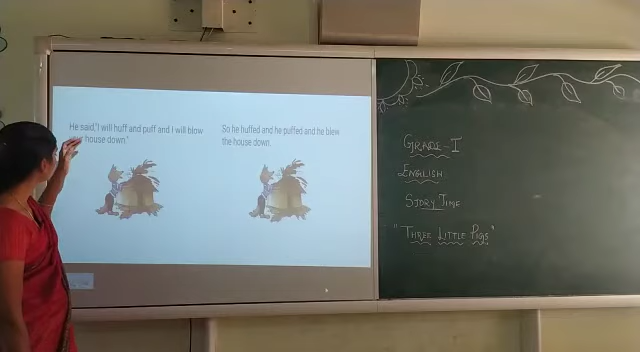 He said,"I will huff and puff and I will blow
house down."
So he huffed and he puffed and he blew
the house down.
GRADE-I
ENGLISH
STORY TIME
"THREE LITTLE PIGS"